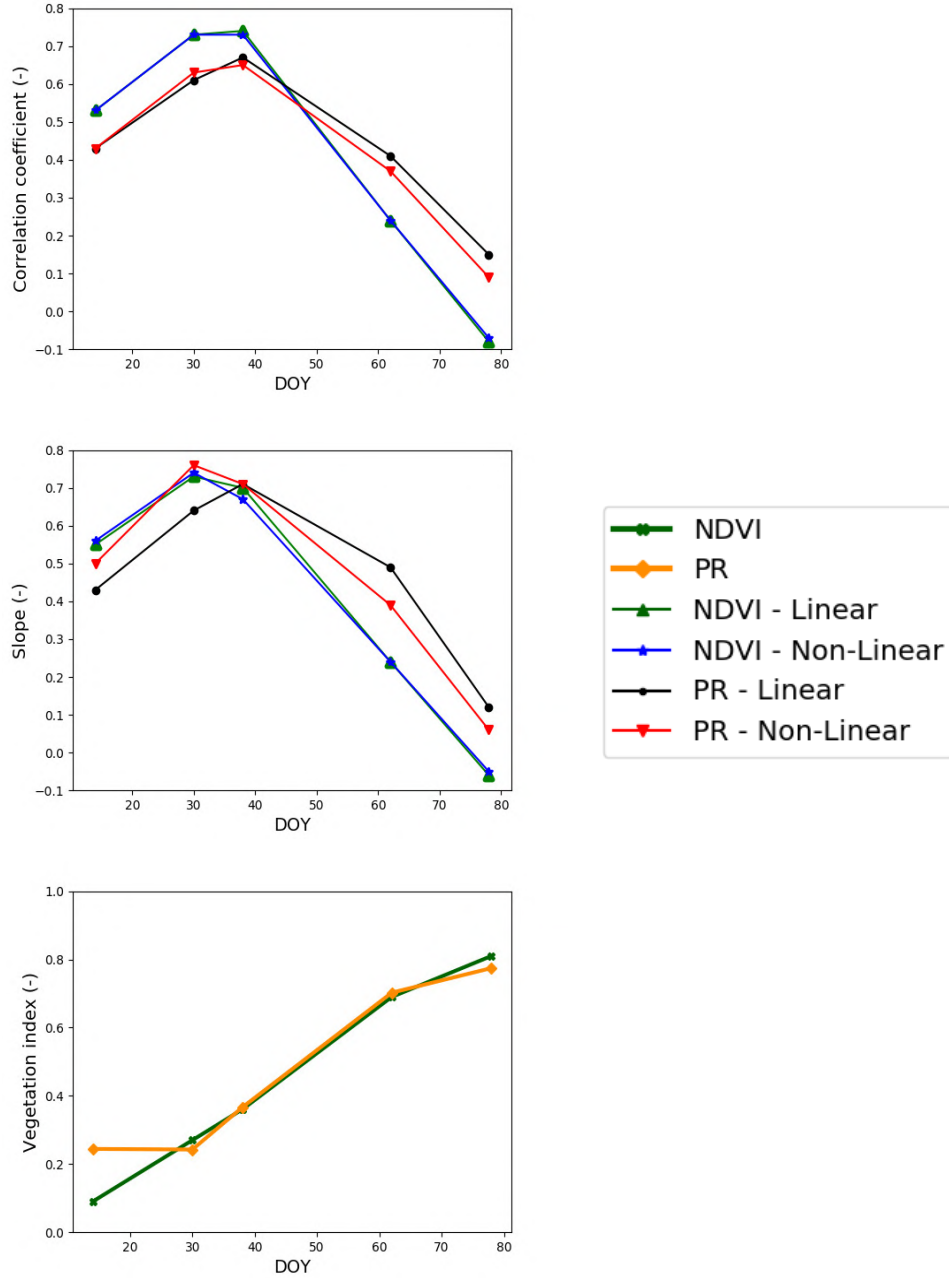 0.8
0.7
0.6
0.5
0.4
0.3
0.2
0.1
0.0
−0.1
Correlation coefficient (-)
20 30 40 50 60 70 80
DOY
0.8
0.7
0.6
0.5
0.4
0.3
0.2
0.1
0.0
−0.1
Slope (-)
20 30 40 50 60 70 80
DOY
NDVI
PR
NDVI - Linear
NDVI - Non-Linear
PR - Linear
PR - Non-Linear
1.0
0.8
0.6
0.4
0.2
0.0
Vegetation index (-)
20 30 40 50 60 70 80
DOY